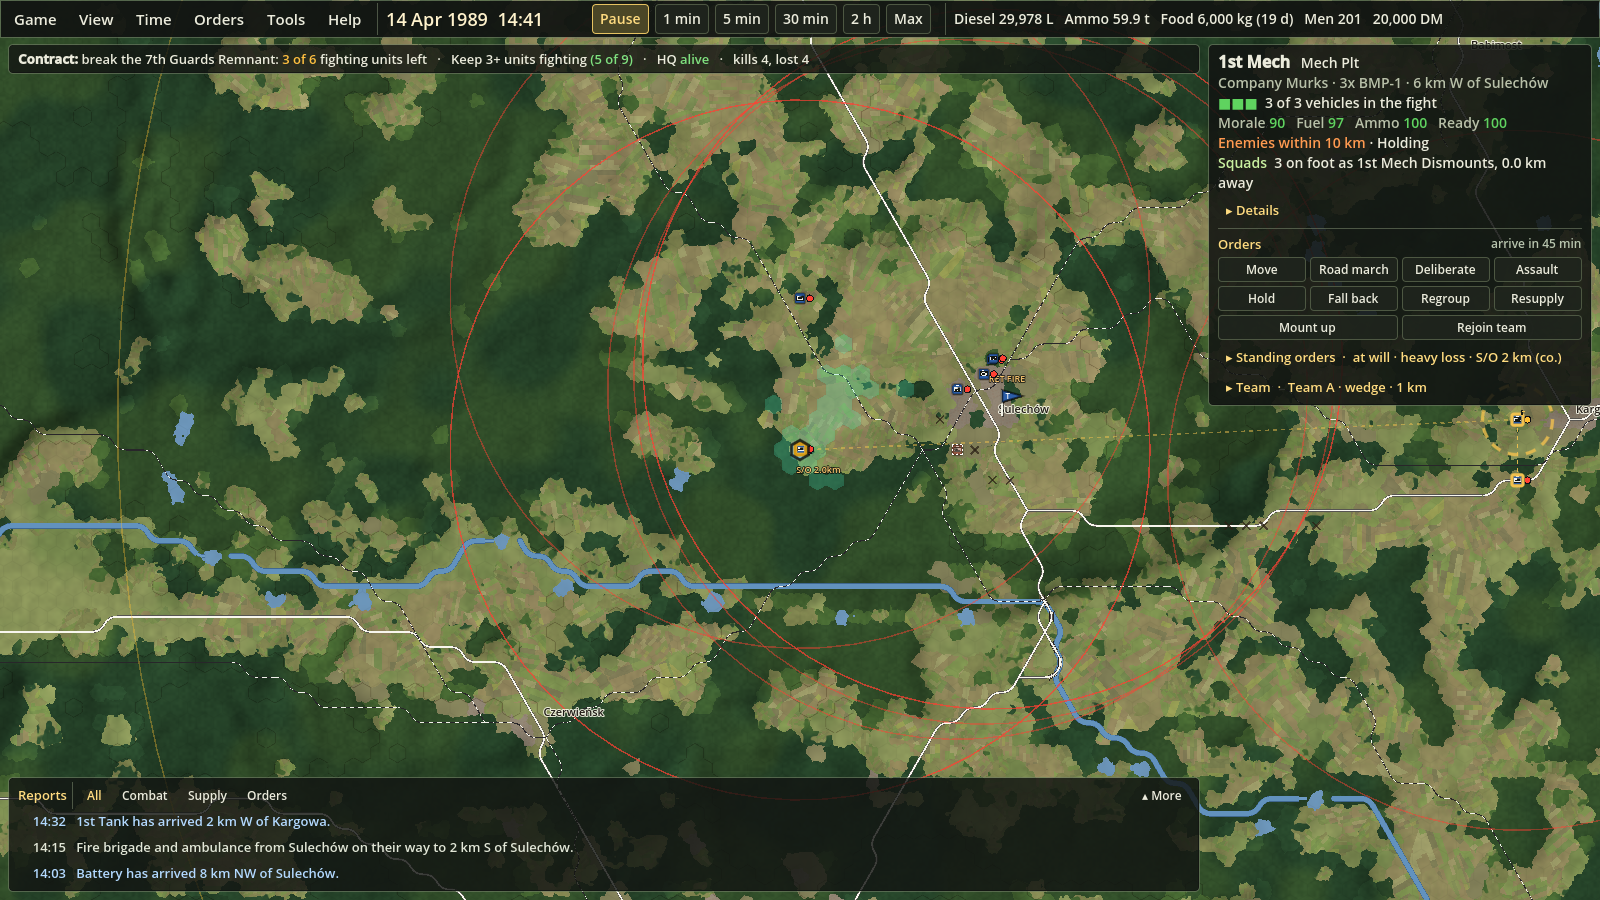 Game View Time Orders Tools Help 14 Apr 1989 14:41 Pause 1 min 5 min 30 min 2 h Max Diesel 29,978 L Ammo 59.9 t Food 6,000 kg (19 d) Men 201 20,000 DM
Contract: break the 7th Guards Remnant: 3 of 6 fighting units left · Keep 3+ units fighting (5 of 9) · HQ alive · kills 4, lost 4
1st Mech Mech Plt
Company Murks · 3x BMP-1 · 6 km W of Sulechów
3 of 3 vehicles in the fight
Morale 90 Fuel 97 Ammo 100 Ready 100
Enemies within 10 km · Holding
Squads 3 on foot as 1st Mech Dismounts, 0.0 km
away
▸ Details
Orders arrive in 45 min
Move Road march Deliberate Assault
Hold Fall back Regroup Resupply
Mount up Rejoin team
▸ Standing orders · at will · heavy loss · S/O 2 km (co.)
▸ Team · Team A · wedge · 1 km
RET FIRE
Sulechów
S/O 2.0km
Czerwieńsk
Reports All Combat Supply Orders ▴ More
14:32 1st Tank has arrived 2 km W of Kargowa.
14:15 Fire brigade and ambulance from Sulechów on their way to 2 km S of Sulechów.
14:03 Battery has arrived 8 km NW of Sulechów.